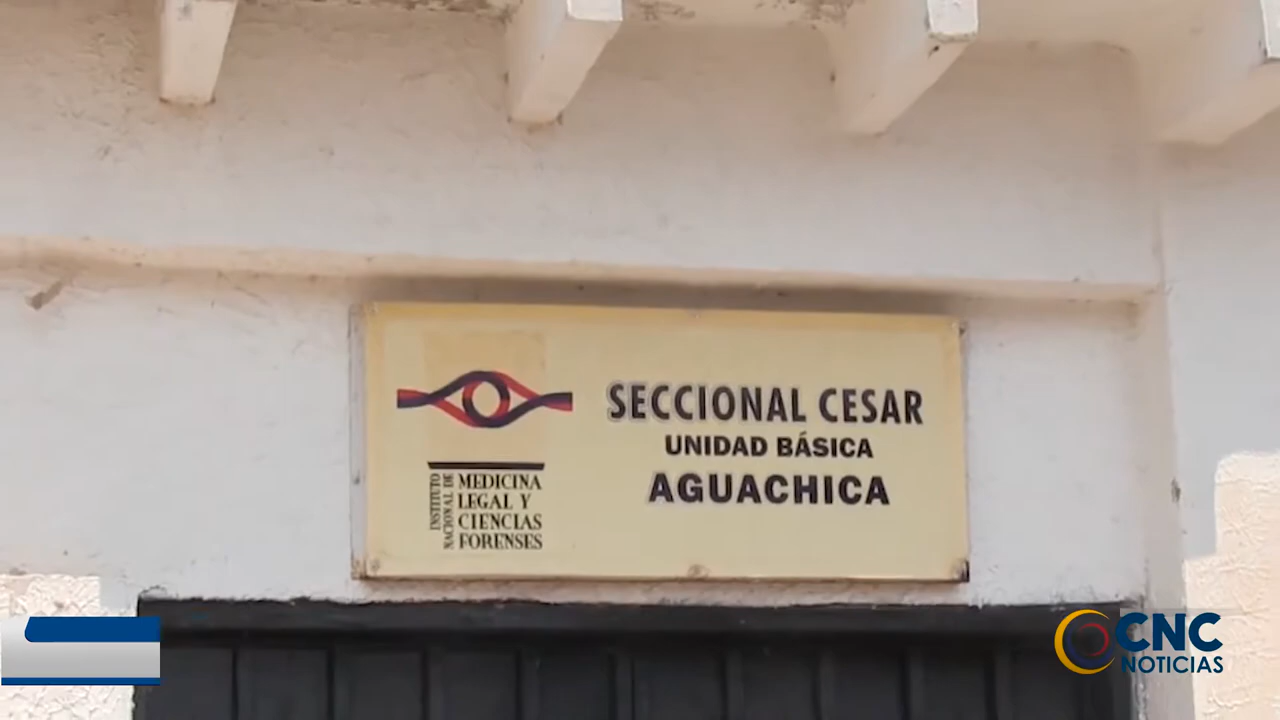 SECCIONAL CESAR
UNIDAD BÁSICA
AGUACHICA
INSTITUTO
NACIONAL DE
MEDICINA
LEGAL Y
CIENCIAS
FORENSES
CNC
NOTICIAS